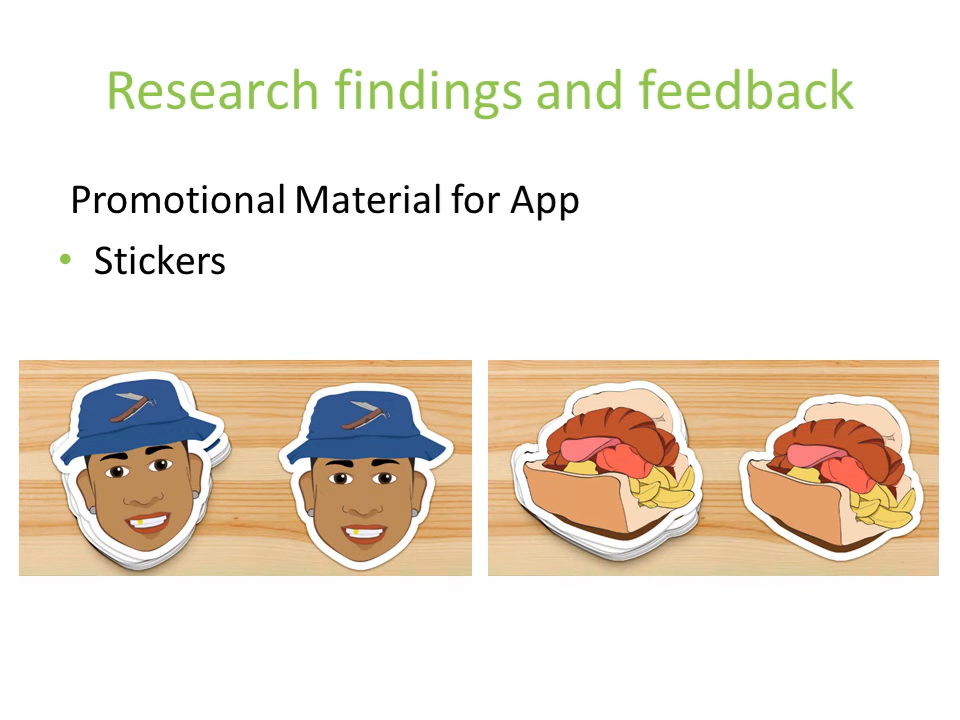 Research findings and feedback
Promotional Material for App
• Stickers